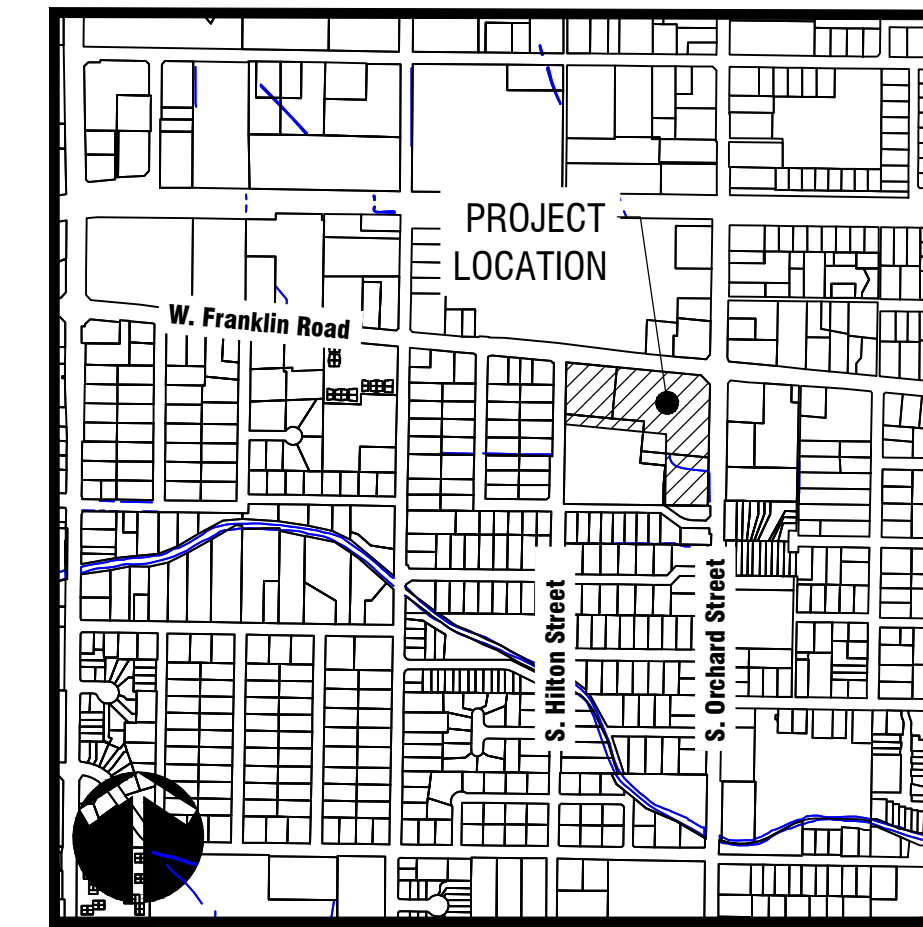 PROJECT
LOCATION
W. Franklin Road
S. Hilton Street
S. Orchard Street